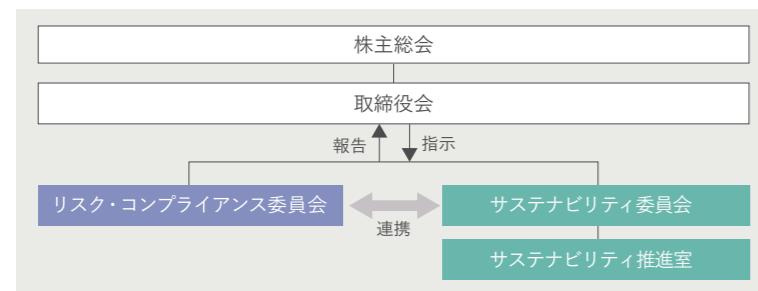 株主総会
取締役会
報告
指示
リスク・コンプライアンス委員会
連携
サステナビリティ委員会
サステナビリティ推進室